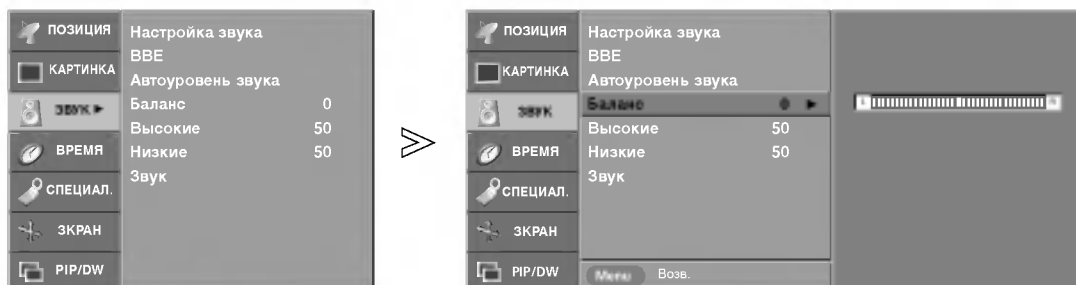 ПОЗИЦИЯ
КАРТИНКА
ЗВУК ▶
ВРЕМЯ
СПЕЦИАЛ.
ЗКРАН
PIP/DW
Настройка звука
BBE
Автоуровень звука
Баланс 0
Высокие 50
Низкие 50
Звук
ПОЗИЦИЯ
КАРТИНКА
ЗВУК
ВРЕМЯ
СПЕЦИАЛ.
ЗКРАН
PIP/DW
Настройка звука
BBE
Автоуровень звука
Баланс 0 ▶
Высокие 50
Низкие 50
Звук
Menu Возв.